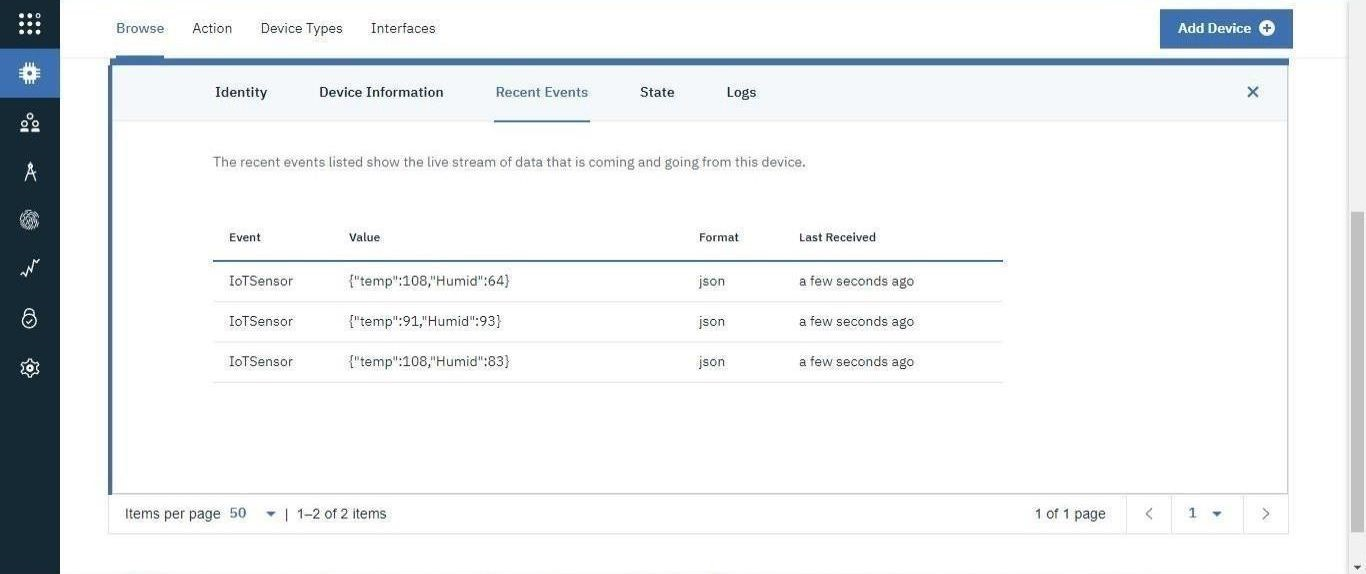 Browse Action Device Types Interfaces Add Device
Identity Device Information Recent Events State Logs
The recent events listed show the live stream of data that is coming and going from this device.
Event Value Format Last Received
IoTSensor {"temp":108,"Humid":64} json a few seconds ago
IoTSensor {"temp":91,"Humid":93} json a few seconds ago
IoTSensor {"temp":108,"Humid":83} json a few seconds ago
Items per page 50 | 1–2 of 2 items 1 of 1 page 1